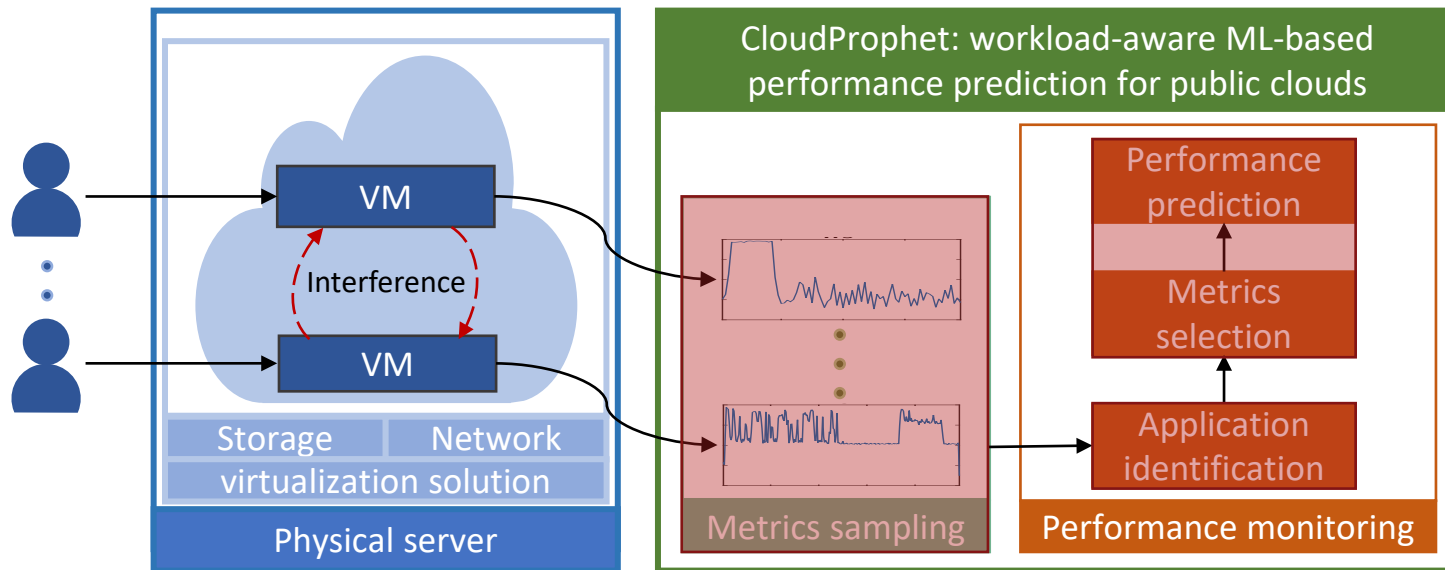 CloudProphet: workload-aware ML-based
performance prediction for public clouds
VM
Interference
VM
Storage
Network
virtualization solution
Physical server
Metrics sampling
Performance
prediction
Metrics
selection
Application
identification
Performance monitoring